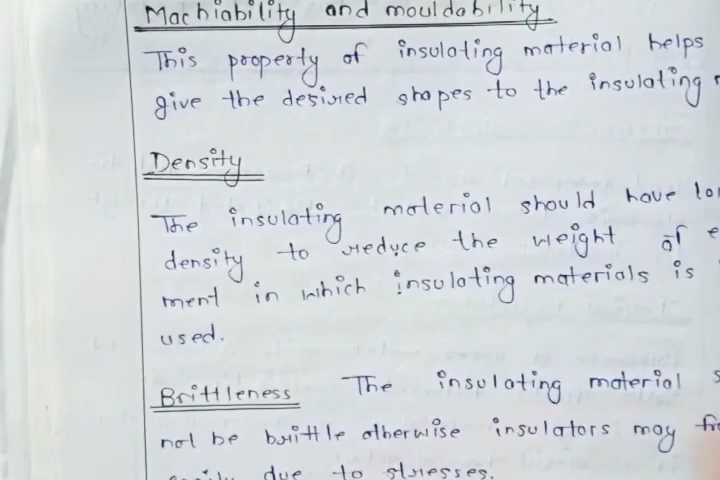 Machiability and mouldability
This property of insulating material helps
give the desired shapes to the insulating
Density
The insulating material should have
density to reduce the weight of
ment in which insulating materials is
used.
Brittleness The insulating material
not be brittle otherwise insulators may
due to stresses.